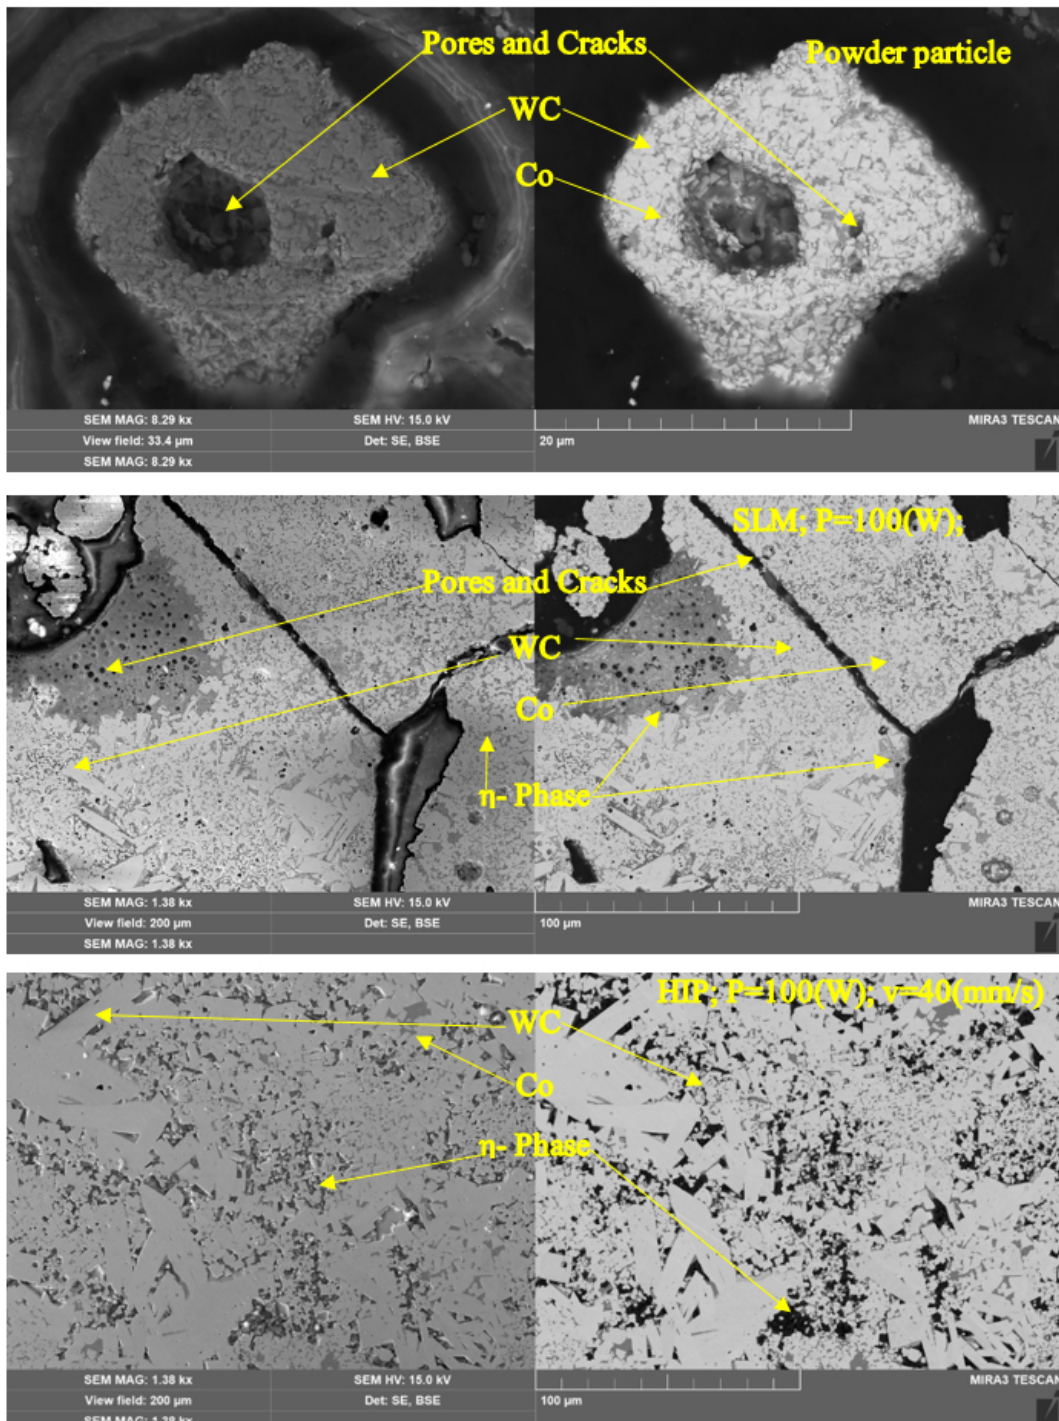 Pores and Cracks
Powder particle
WC
Co
SEM MAG: 8.29 kx
SEM HV: 15.0 kV
MIRA3 TESCAN
View field: 33.4 µm
Det: SE, BSE
20 µm
SEM MAG: 8.29 kx
SLM; P=100(W);
Pores and Cracks
WC
Co
η- Phase
SEM MAG: 1.38 kx
SEM HV: 15.0 kV
MIRA3 TESCAN
View field: 200 µm
Det: SE, BSE
100 µm
SEM MAG: 1.38 kx
HIP; P=100(W); v=40(mm/s)
WC
Co
η- Phase
SEM MAG: 1.38 kx
SEM HV: 15.0 kV
MIRA3 TESCAN
View field: 200 µm
Det: SE, BSE
100 µm
SEM MAG: 1.38 kx